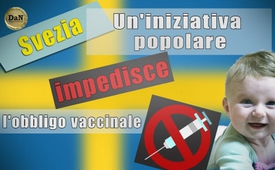 DaN
Svezia
Un'iniziativa
popolare
impedisce
l'obbligo vaccinale